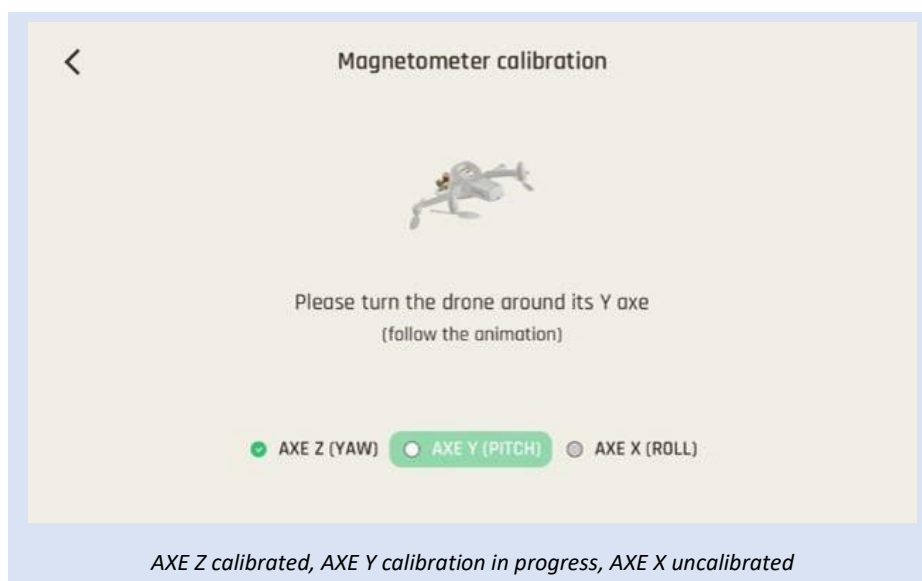 Magnetometer calibration
Please turn the drone around its Y axe
(follow the animation)
AXE Z (YAW) AXE Y (PITCH) AXE X (ROLL)
AXE Z calibrated, AXE Y calibration in progress, AXE X uncalibrated